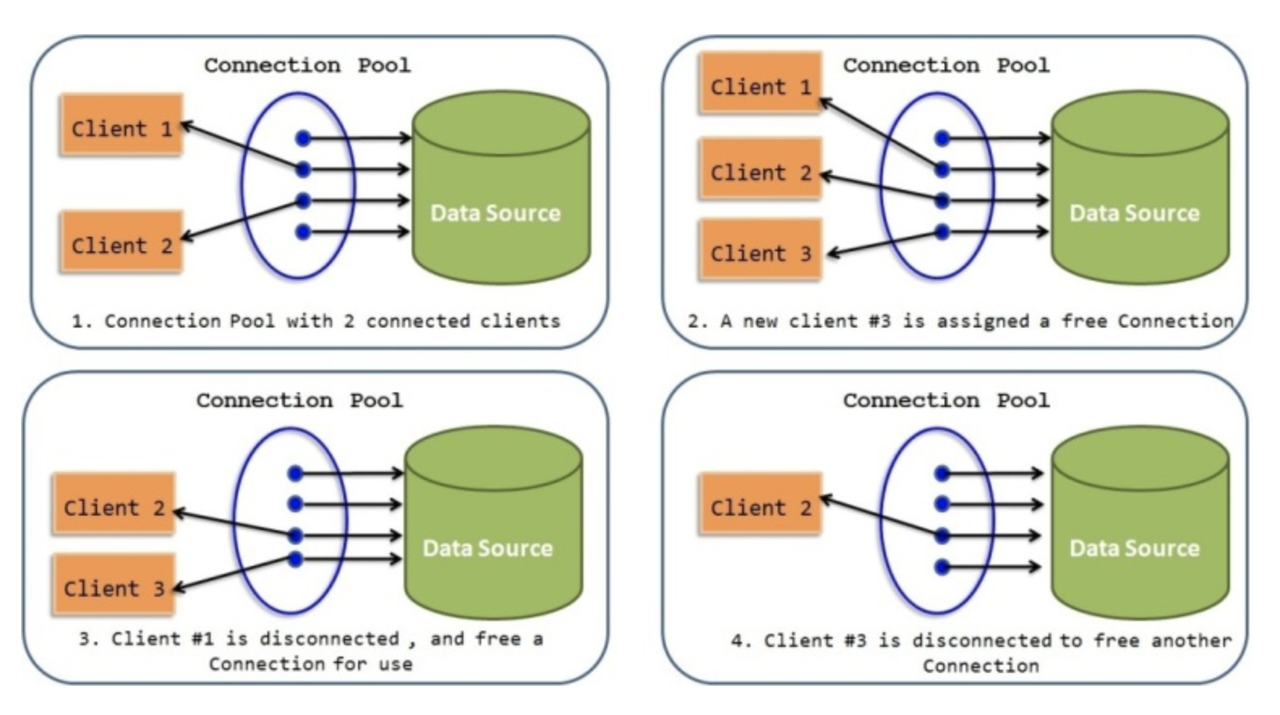 Connection Pool
Client 1
Client 2
Data Source
1. Connection Pool with 2 connected clients
Connection Pool
Client 1
Client 2
Client 3
Data Source
2. A new client #3 is assigned a free Connection
Connection Pool
Client 2
Client 3
Data Source
3. Client #1 is disconnected , and free a
Connection for use
Connection Pool
Client 2
Data Source
4. Client #3 is disconnected to free another
Connection